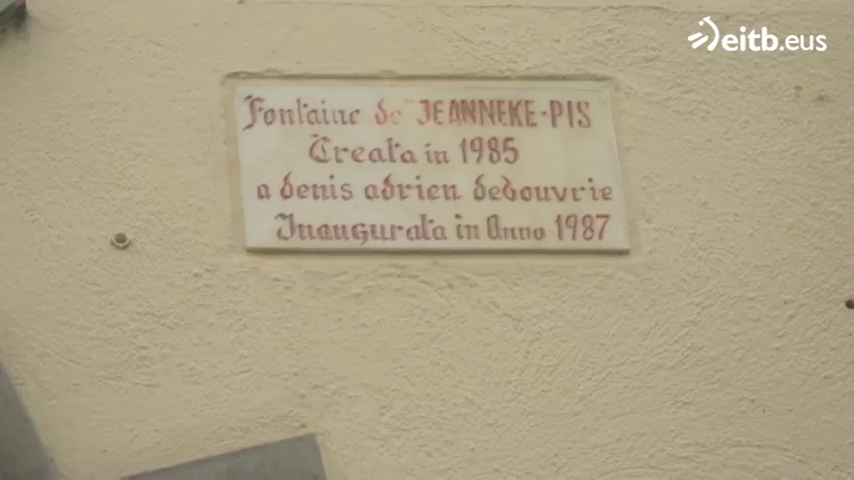 eitb.eus
Fontaine de JEANNEKE-PIS
Creata in 1985
a denis adrien debouvrie
Inaugurata in Anno 1987